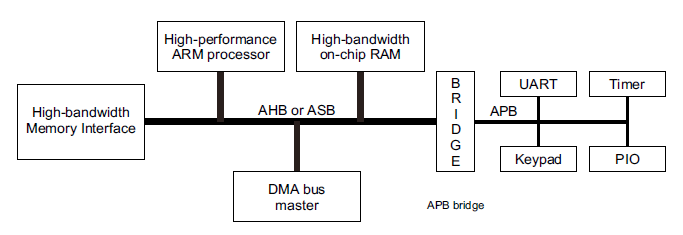 High-performance
ARM processor
High-bandwidth
on-chip RAM
High-bandwidth
Memory Interface
AHB or ASB
B
R
I
D
G
E
APB
UART
Timer
Keypad
PIO
DMA bus
master
APB bridge